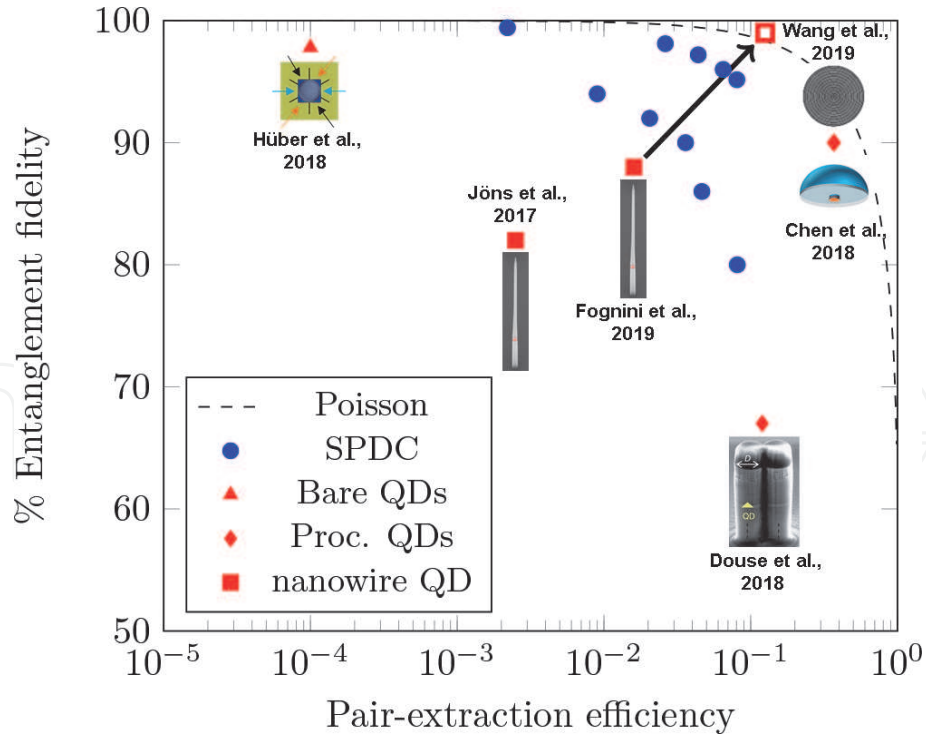 100
90
80
70
60
50
% Entanglement fidelity
Hüber et al.,
2018
Jöns et al.,
2017
Fognini et al.,
2019
Wang et al.,
2019
Chen et al.,
2018
D
QD
Douse et al.,
2018
Poisson
SPDC
Bare QDs
Proc. QDs
nanowire QD
10⁻⁵ 10⁻⁴ 10⁻³ 10⁻² 10⁻¹ 10⁰
Pair-extraction efficiency